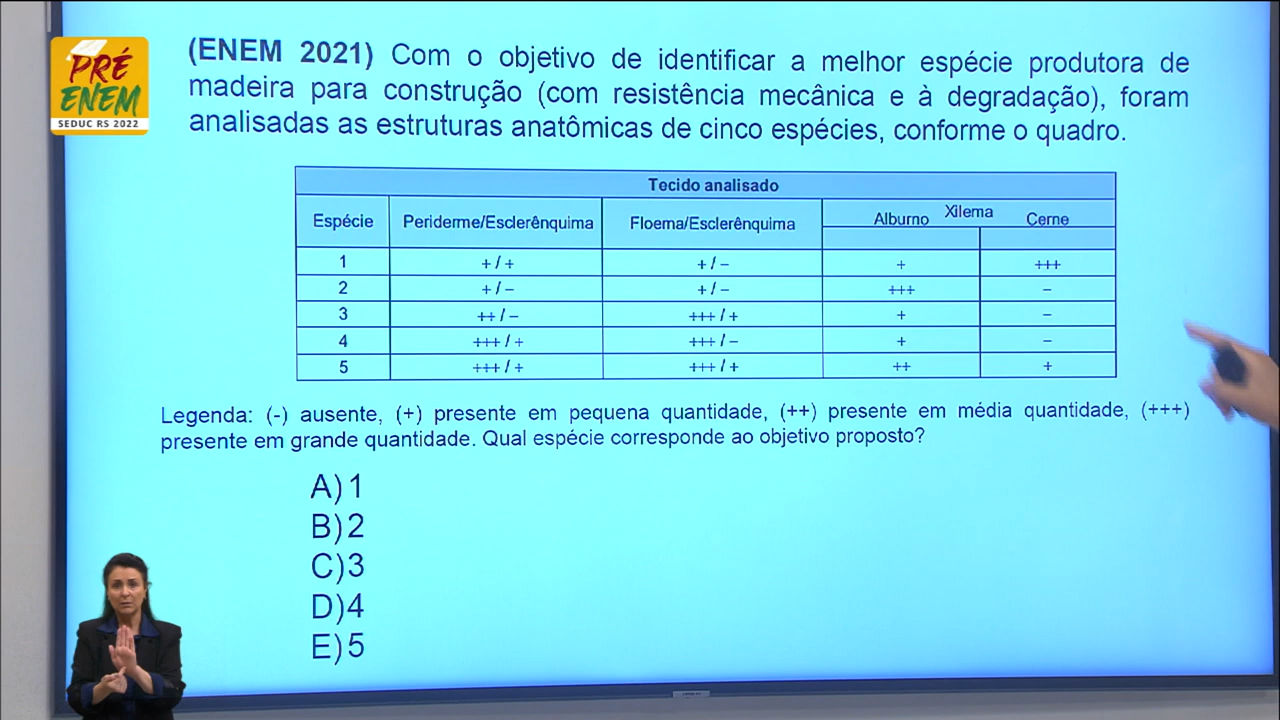 PRÉ
ENEM
SEDUC RS 2022
(ENEM 2021) Com o objetivo de identificar a melhor espécie produtora de
madeira para construção (com resistência mecânica e à degradação), foram
analisadas as estruturas anatômicas de cinco espécies, conforme o quadro.
Tecido analisado
Espécie Periderme/Esclerênquima Floema/Esclerênquima Xilema
Alburno Cerne
1 + / + + / – + +++
2 + / – + / – +++ –
3 ++ / – +++ / + + –
4 +++ / + +++ / – + –
5 +++ / + +++ / + ++ +
Legenda: (-) ausente, (+) presente em pequena quantidade, (++) presente em média quantidade, (+++)
presente em grande quantidade. Qual espécie corresponde ao objetivo proposto?
A) 1
B) 2
C) 3
D) 4
E) 5